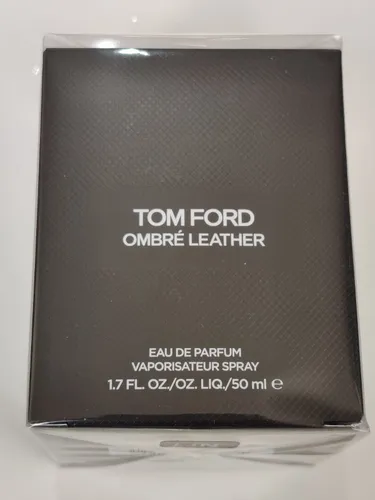 TOM FORD
OMBRÉ LEATHER
EAU DE PARFUM
VAPORISATEUR SPRAY
1.7 FL. OZ./OZ. LIQ./50 ml ℮